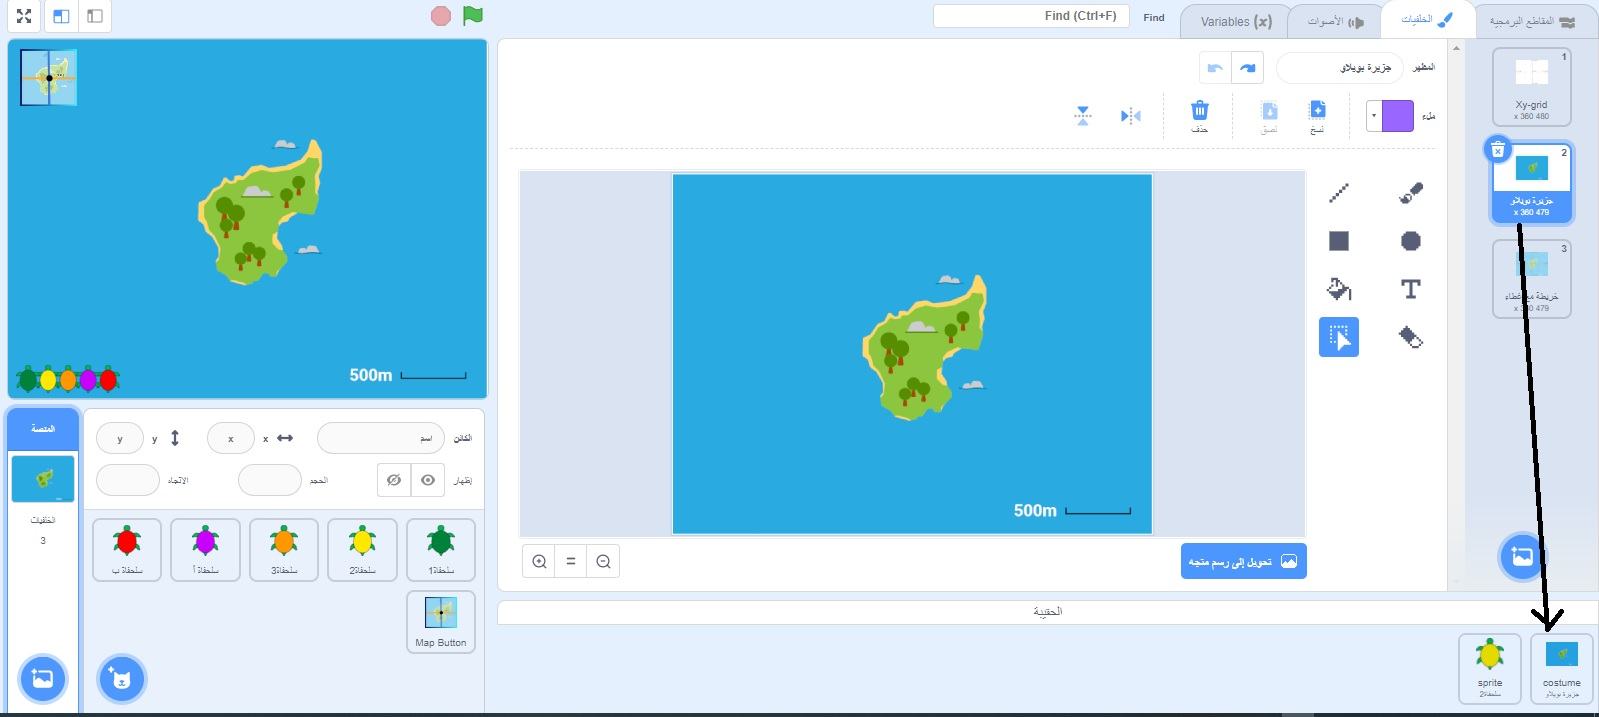 Find (Ctrl+F)
Find
Variables (x)
الأصوات
الخلفيات
المقاطع البرمجية
المظهر
جزيرة بويلاو
ملء
نسخ
لصق
حذف
500m
تحويل إلى رسم متجه
1
Xy-grid
480 x 360
2
جزيرة بويلاو
479 x 360
3
خريطة مع غطاء
500m
المنصة
الخلفيات
3
الكائن
اسم
x
x
y
y
إظهار
الحجم
الاتجاه
سلحفاة1
سلحفاة2
سلحفاة3
سلحفاة أ
سلحفاة ب
Map Button
الحقيبة
sprite
سلحفاة2
costume
جزيرة بويلاو